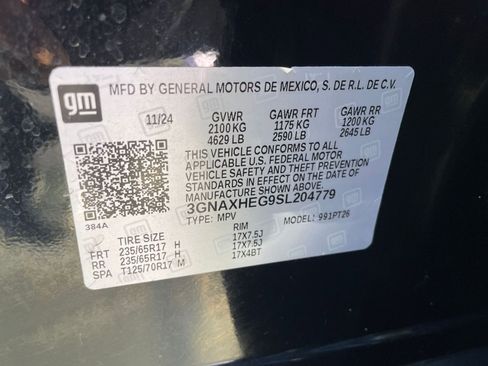 gm
MFD BY GENERAL MOTORS DE MEXICO, S. DE R.L. DE C.V.
11/24 GVWR GAWR FRT GAWR RR
2100 KG 1175 KG 1200 KG
4629 LB 2590 LB 2645 LB
THIS VEHICLE CONFORMS TO ALL
APPLICABLE U.S. FEDERAL MOTOR
VEHICLE SAFETY AND THEFT PREVENTION
STANDARDS IN EFFECT ON THE DATE OF
MANUFACTURE SHOWN ABOVE.
3GNAXHEG9SL204779
TYPE: MPV MODEL: 991PT26
384A
TIRE SIZE RIM
FRT 235/65R17 H 17X7.5J
RR 235/65R17 H 17X7.5J
SPA T125/70R17 M 17X4BT